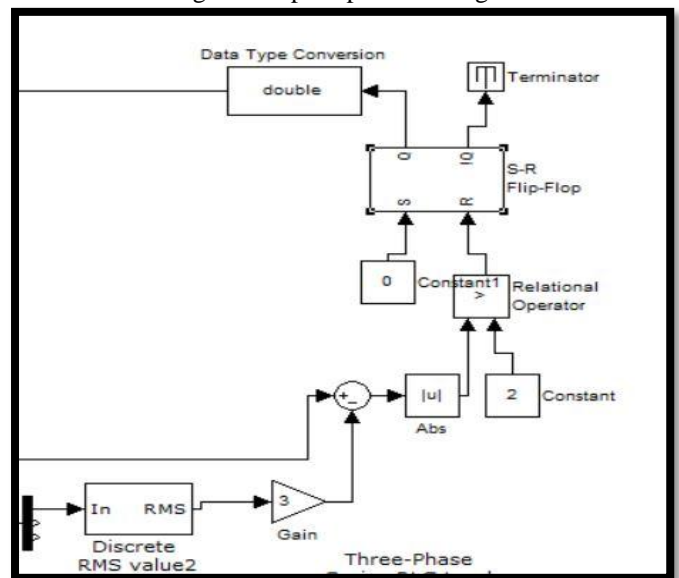 Data Type Conversion
double
Terminator
Q
!Q
S-R
Flip-Flop
S
R
0
Constant1
>
Relational
Operator
+
-
|u|
Abs
2
Constant
In
RMS
Discrete
RMS value2
3
Gain
Three-Phase